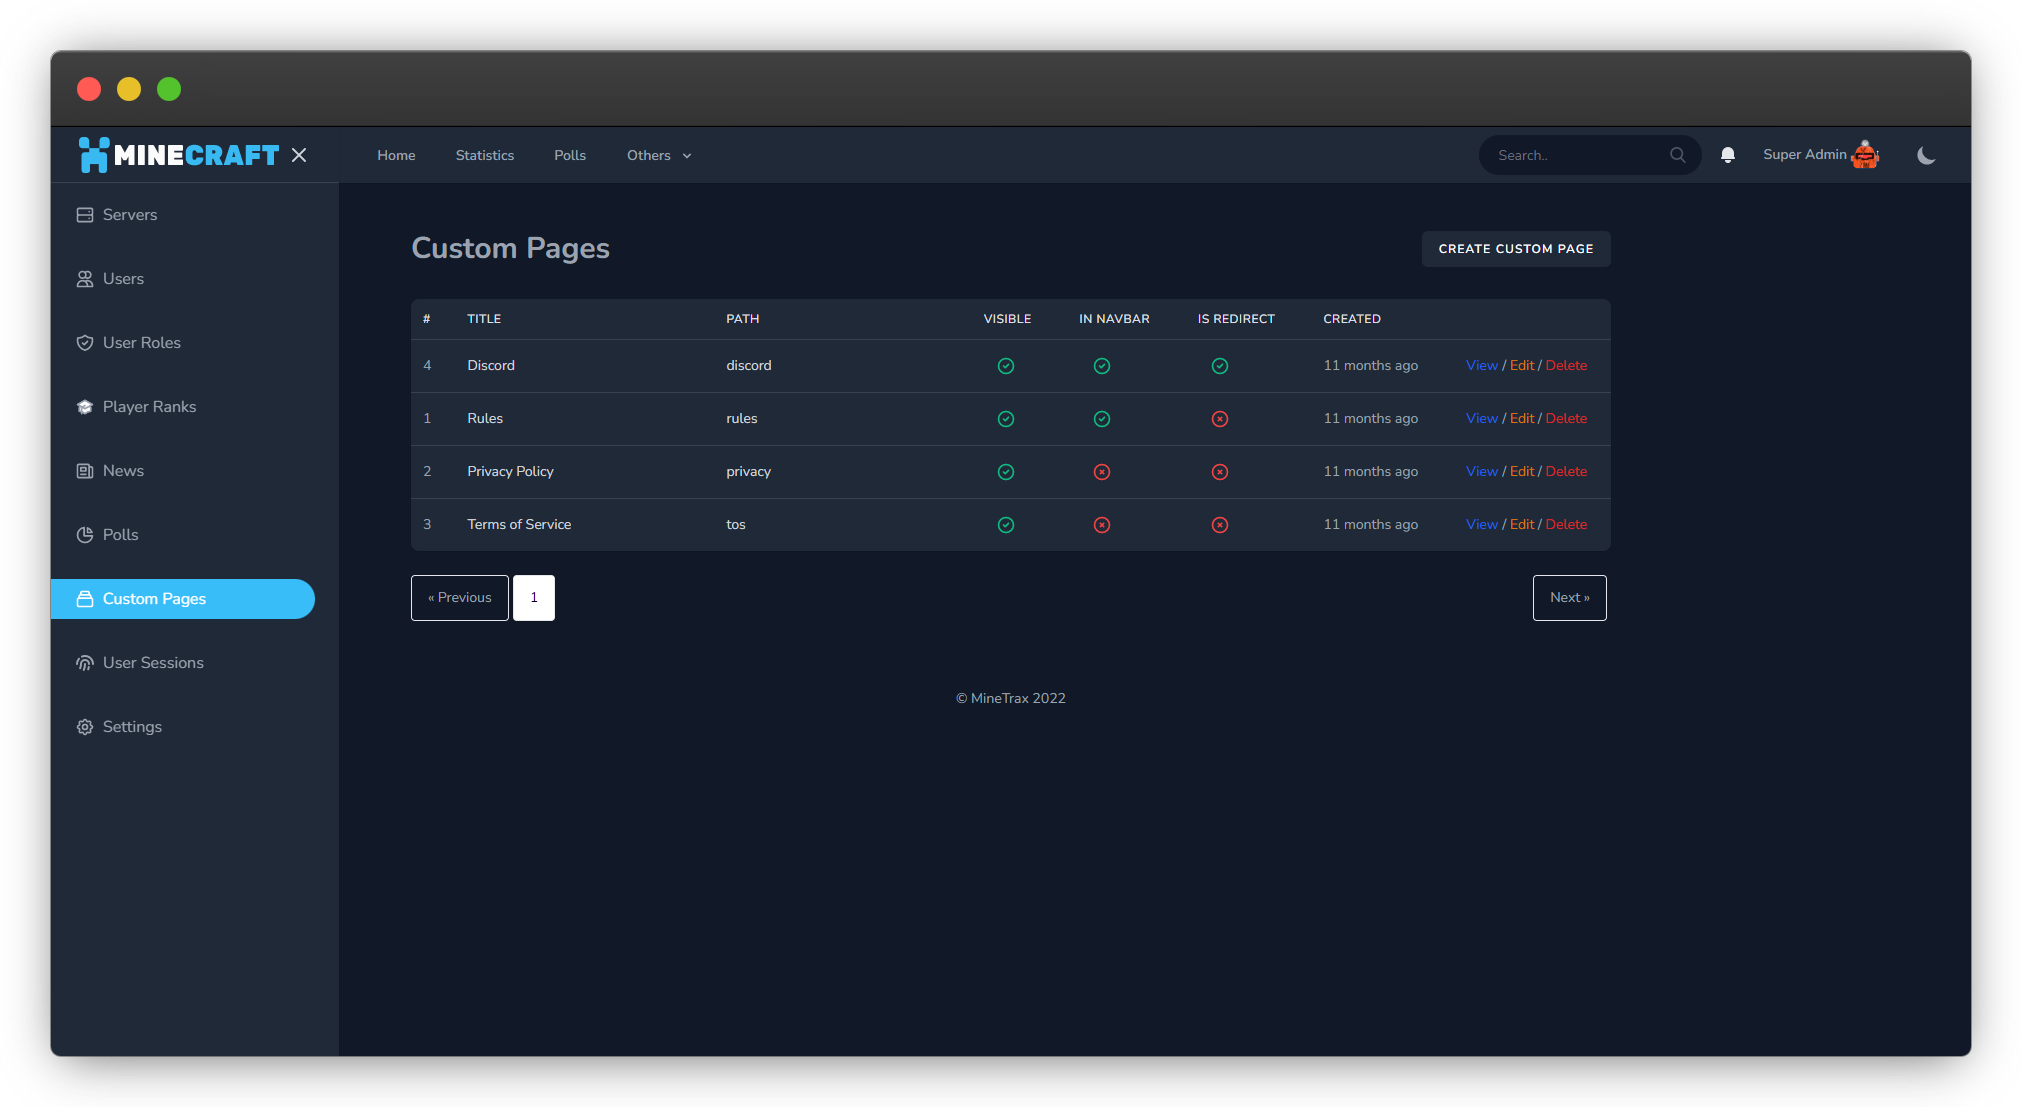 MINECRAFT
Home Statistics Polls Others
Search..
Super Admin
Servers
Users
User Roles
Player Ranks
News
Polls
Custom Pages
User Sessions
Settings
Custom Pages
CREATE CUSTOM PAGE
# TITLE PATH VISIBLE IN NAVBAR IS REDIRECT CREATED
4 Discord discord 11 months ago View / Edit / Delete
1 Rules rules 11 months ago View / Edit / Delete
2 Privacy Policy privacy 11 months ago View / Edit / Delete
3 Terms of Service tos 11 months ago View / Edit / Delete
« Previous 1 Next »
© MineTrax 2022